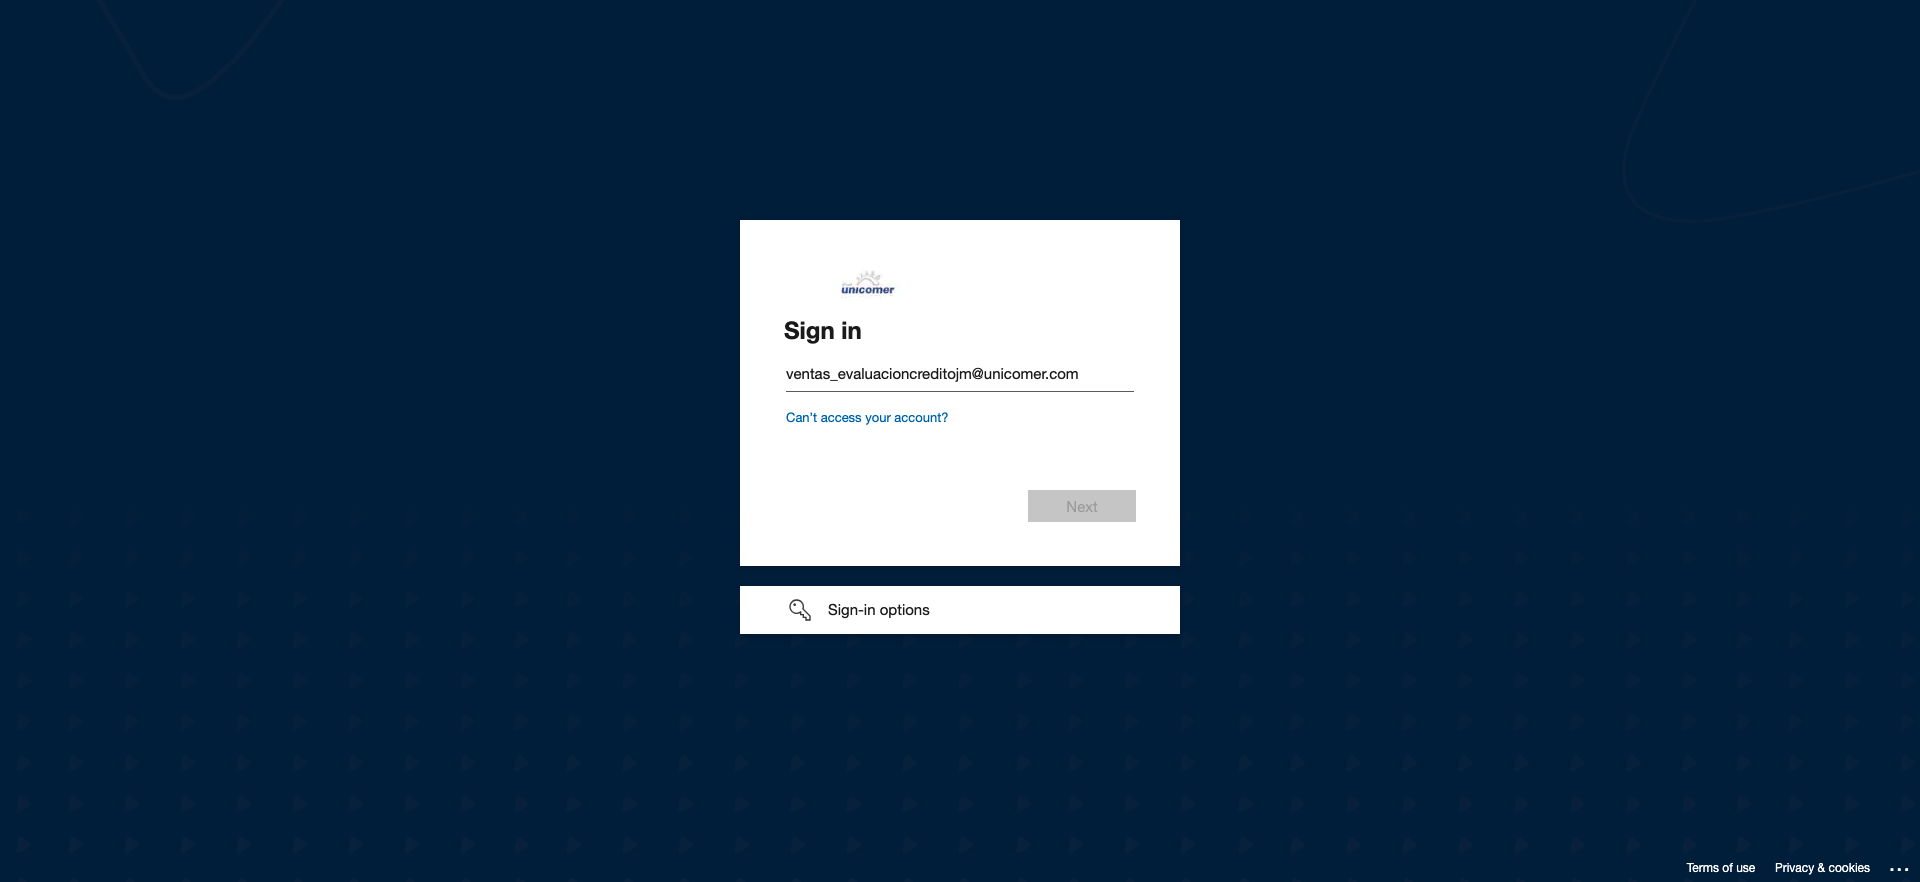 unicomer
Sign in
ventas_evaluacioncreditojm@unicomer.com
Can't access your account?
Next
Sign-in options
Terms of use
Privacy & cookies
...